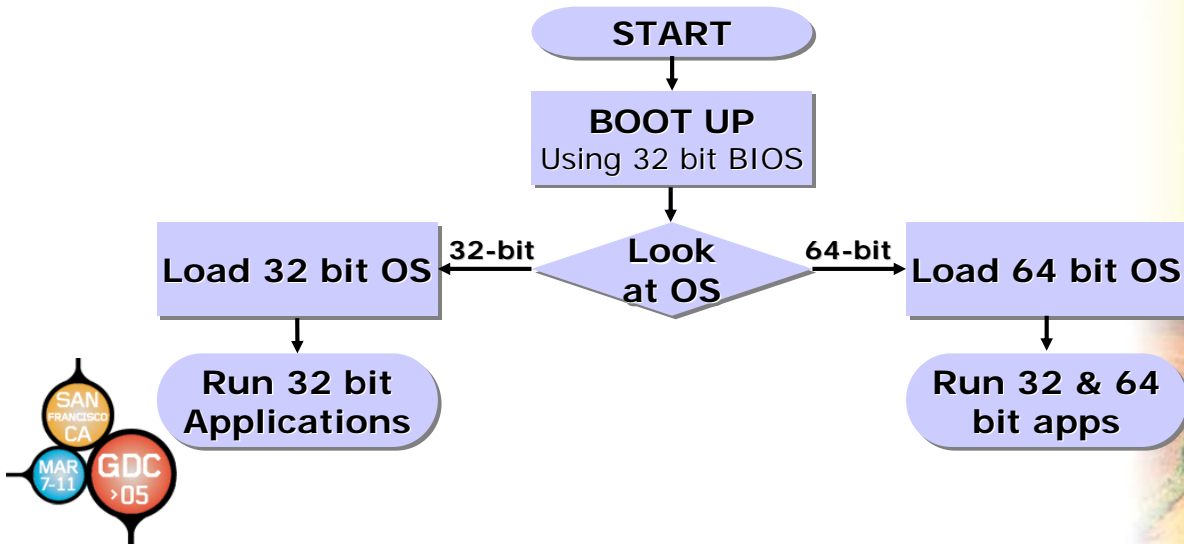 START
BOOT UP
Using 32 bit BIOS
32-bit
Look
at OS
64-bit
Load 32 bit OS
Load 64 bit OS
Run 32 bit
Applications
Run 32 & 64
bit apps
SAN
FRANCISCO
CA
MAR
7-11
GDC
>05